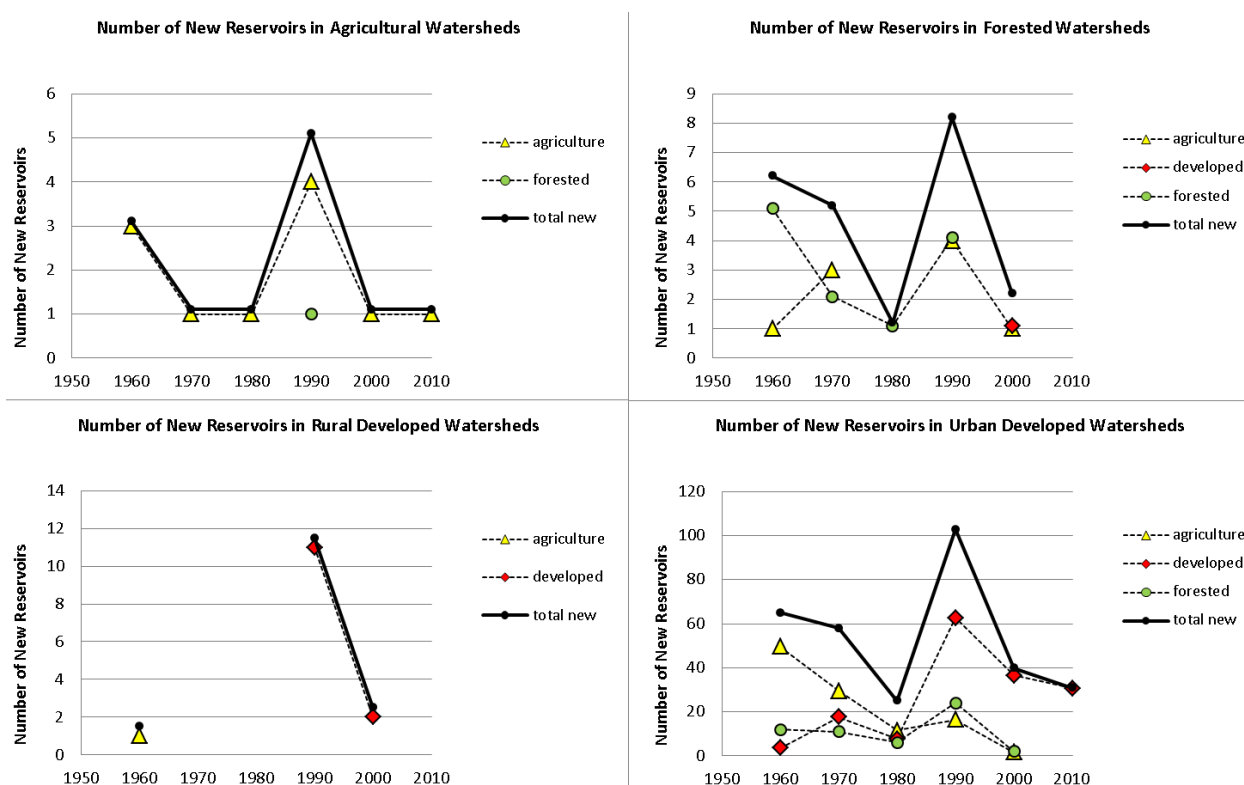 Number of New Reservoirs in Agricultural Watersheds
Number of New Reservoirs
6
5
4
3
2
1
0
1950 1960 1970 1980 1990 2000 2010
agriculture
forested
total new
Number of New Reservoirs in Forested Watersheds
Number of New Reservoirs
9
8
7
6
5
4
3
2
1
0
1950 1960 1970 1980 1990 2000 2010
agriculture
developed
forested
total new
Number of New Reservoirs in Rural Developed Watersheds
Number of New Reservoirs
14
12
10
8
6
4
2
0
1950 1960 1970 1980 1990 2000 2010
agriculture
developed
total new
Number of New Reservoirs in Urban Developed Watersheds
Number of New Reservoirs
120
100
80
60
40
20
0
1950 1960 1970 1980 1990 2000 2010
agriculture
developed
forested
total new